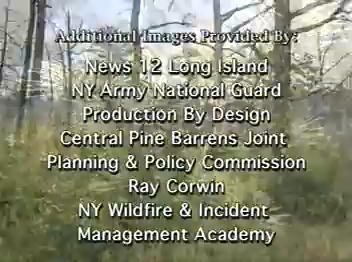 Additional Images Provided By:
News 12 Long Island
NY Army National Guard
Production By Design
Central Pine Barrens Joint
Planning & Policy Commission
Ray Corwin
NY Wildfire & Incident
Management Academy